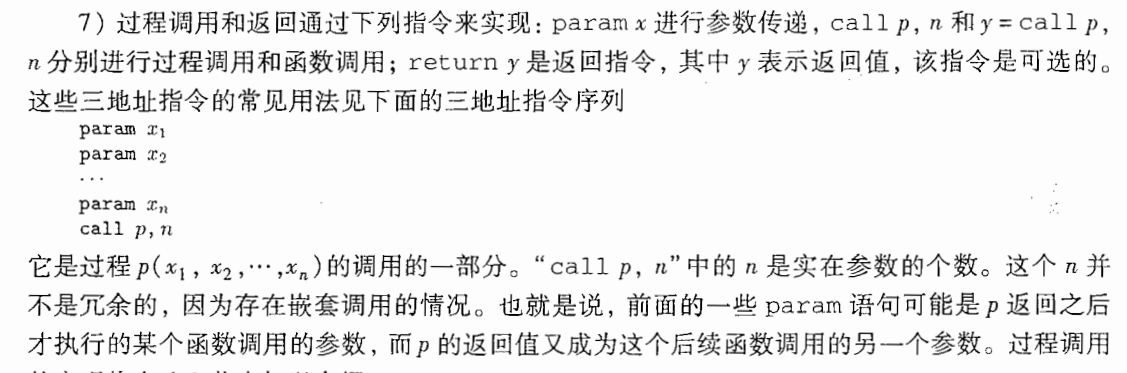 7) 过程调用和返回通过下列指令来实现: param x 进行参数传递, call p, n 和 y = call p,
n 分别进行过程调用和函数调用; return y 是返回指令, 其中 y 表示返回值, 该指令是可选的。
这些三地址指令的常见用法见下面的三地址指令序列
param x₁
param x₂
...
param xₙ
call p, n
它是过程 p(x₁, x₂,⋯,xₙ)的调用的一部分。“call p, n”中的 n 是实在参数的个数。这个 n 并
不是冗余的, 因为存在嵌套调用的情况。也就是说, 前面的一些 param 语句可能是 p 返回之后
才执行的某个函数调用的参数, 而 p 的返回值又成为这个后续函数调用的另一个参数。过程调用